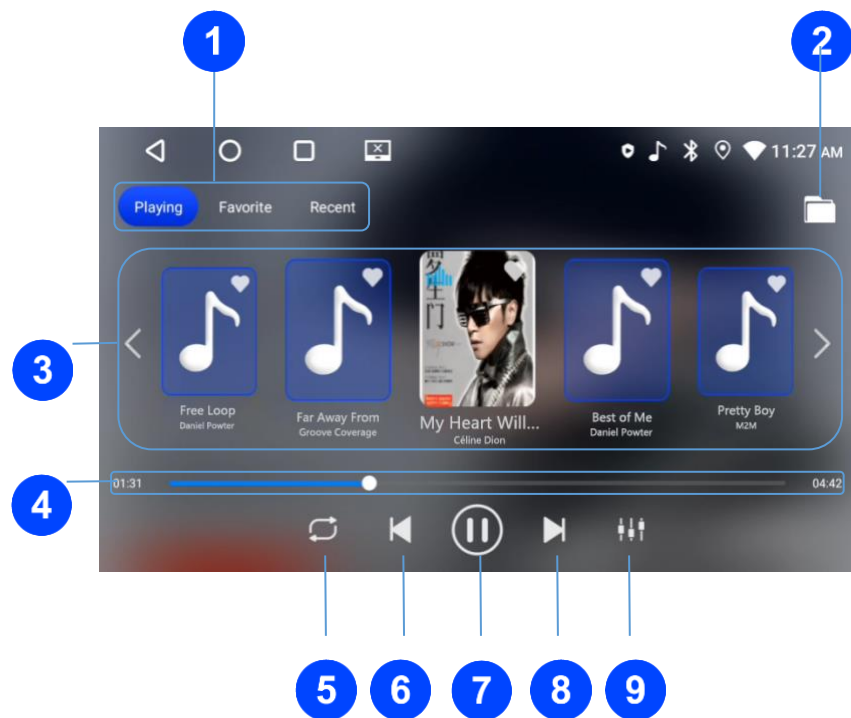 1
2
11:27 AM
Playing Favorite Recent
3
Free Loop
Daniel Powter
Far Away From
Groove Coverage
My Heart Will...
Céline Dion
Best of Me
Daniel Powter
Pretty Boy
M2M
4
01:31
04:42
5 6 7 8 9